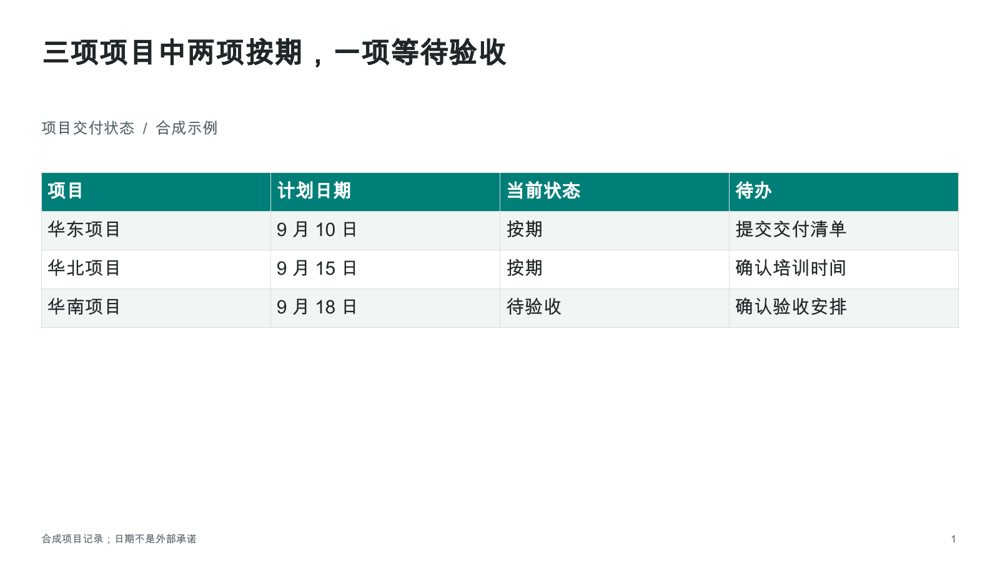 三项项目中两项按期，一项等待验收
项目交付状态 / 合成示例
项目 计划日期 当前状态 待办
华东项目 9 月 10 日 按期 提交交付清单
华北项目 9 月 15 日 按期 确认培训时间
华南项目 9 月 18 日 待验收 确认验收安排
合成项目记录；日期不是外部承诺 1